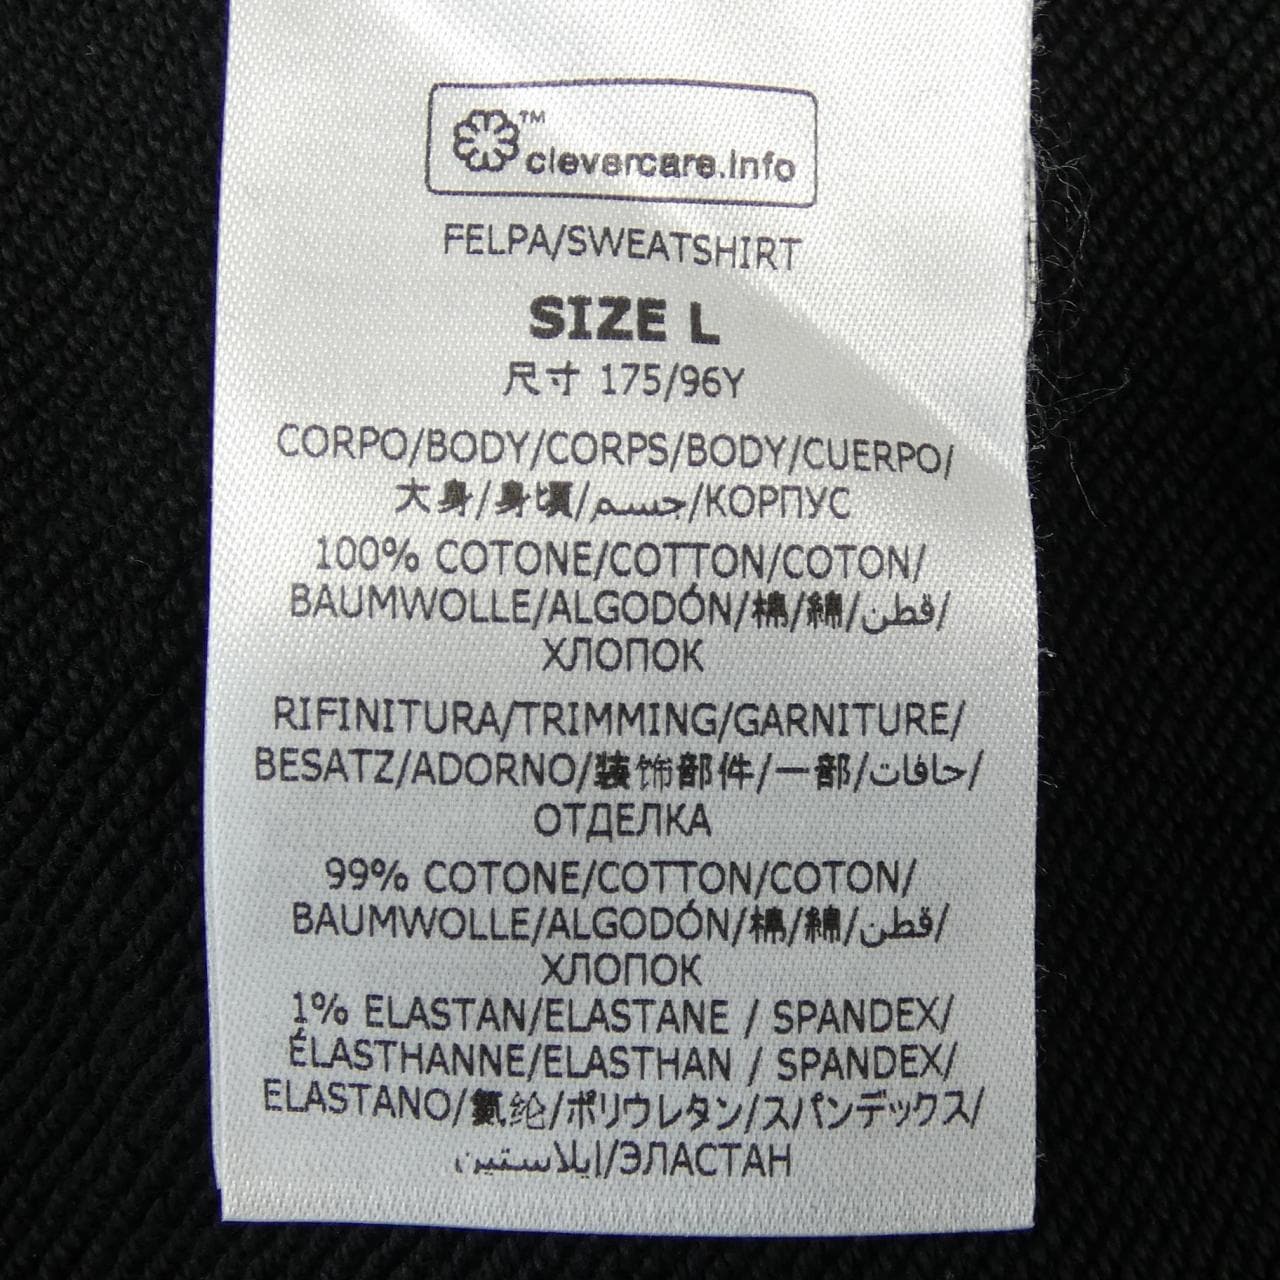 ™
clevercare.info
FELPA/SWEATSHIRT
SIZE L
尺寸 175/96Y
CORPO/BODY/CORPS/BODY/CUERPO/
大身/身頃/جسم/КОРПУС
100% COTONE/COTTON/COTON/
BAUMWOLLE/ALGODÓN/棉/綿/قطن/
ХЛОПОК
RIFINITURA/TRIMMING/GARNITURE/
BESATZ/ADORNO/装饰部件/一部/حافات/
ОТДЕЛКА
99% COTONE/COTTON/COTON/
BAUMWOLLE/ALGODÓN/棉/綿/قطن/
ХЛОПОК
1% ELASTAN/ELASTANE / SPANDEX/
ÉLASTHANNE/ELASTHAN / SPANDEX/
ELASTANO/氨纶/ポリウレタン/スパンデックス/
إيلاستين/ЭЛАСТАН